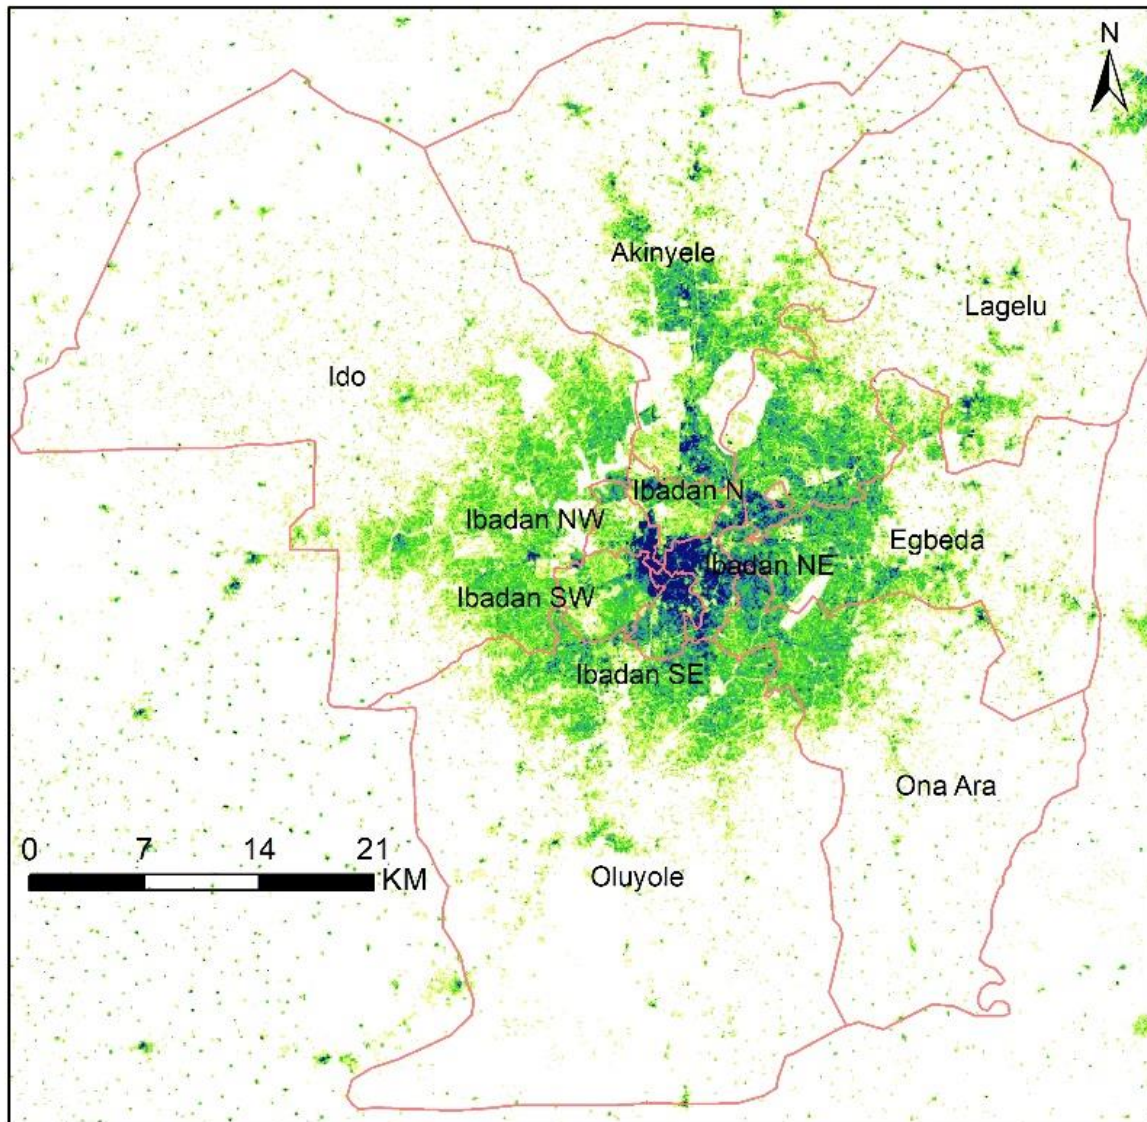 N
Akinyele
Lagelu
Ido
Ibadan N
Ibadan NW
Egbeda
Ibadan NE
Ibadan SW
Ibadan SE
Ona Ara
0 7 14 21
KM
Oluyole